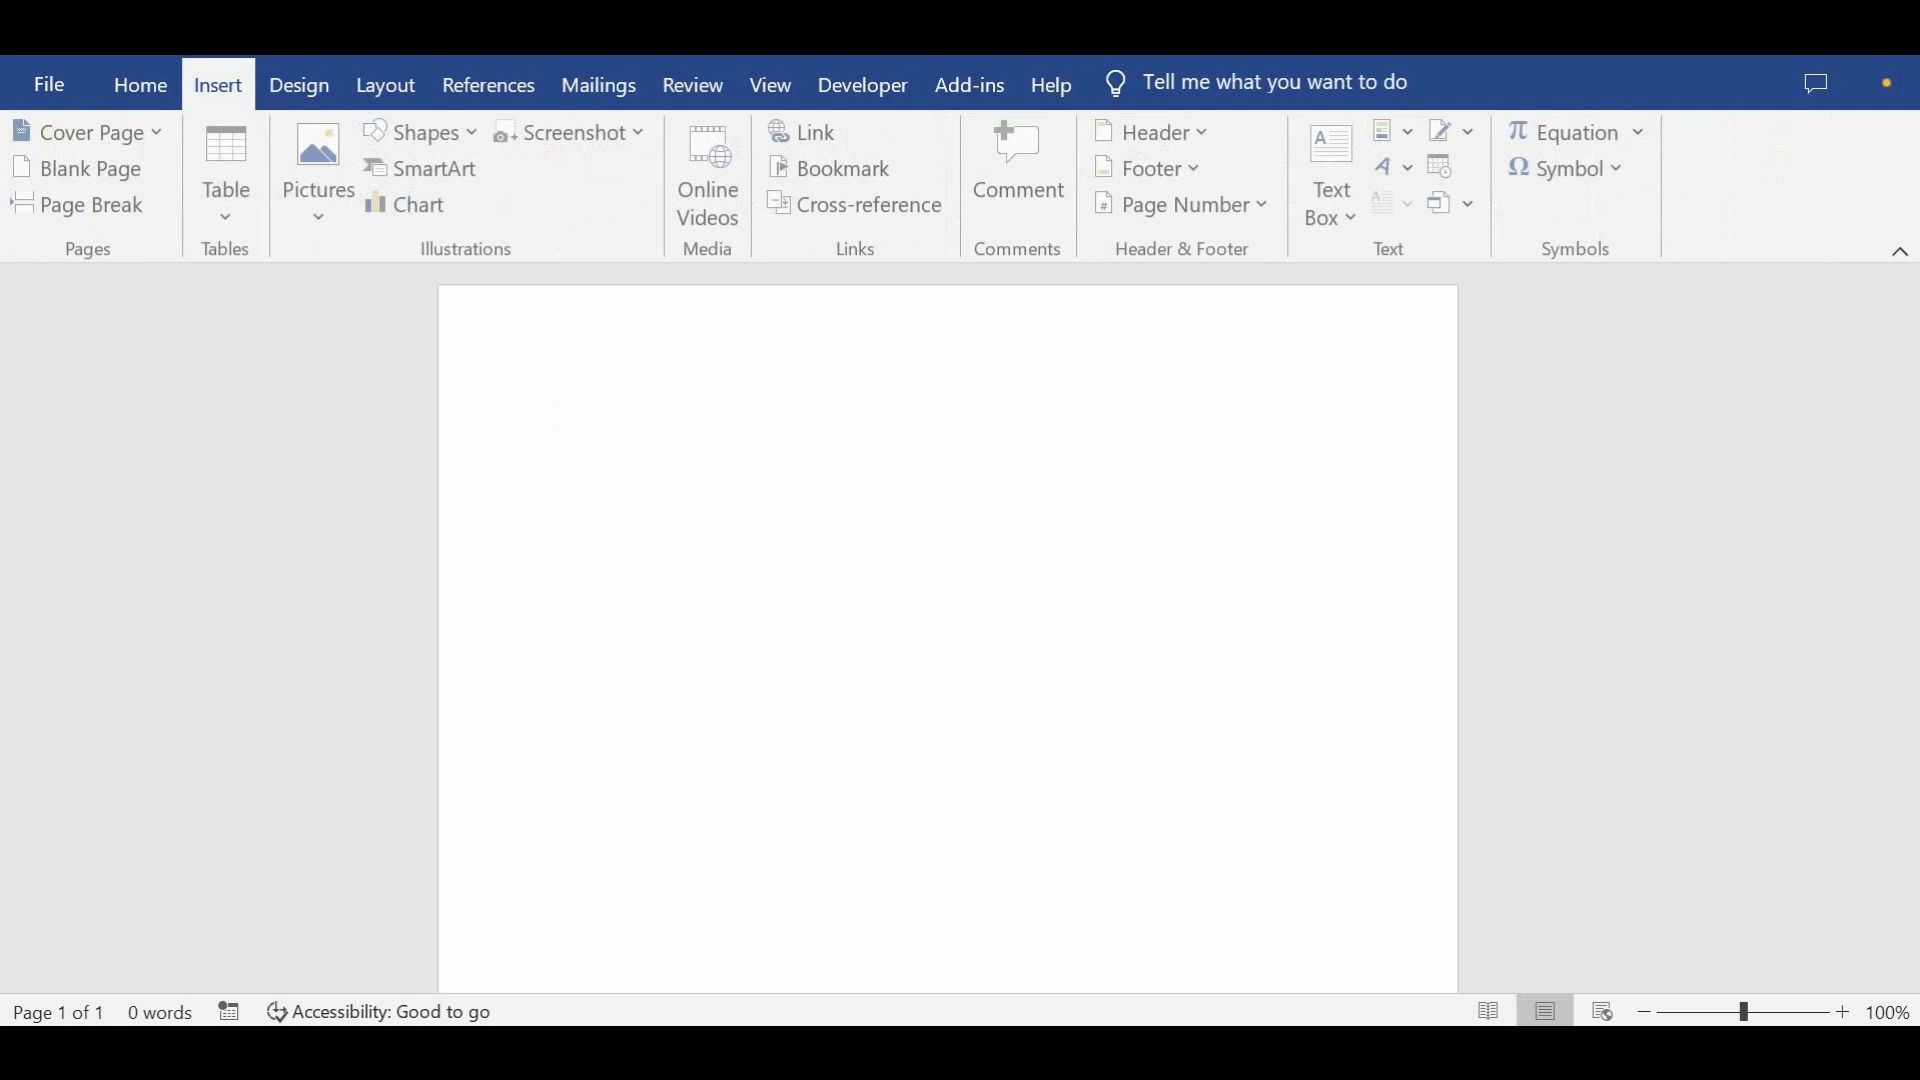 File Home Insert Design Layout References Mailings Review View Developer Add-ins Help Tell me what you want to do
Cover Page
Blank Page
Page Break
Pages
Table
Tables
Pictures
Shapes
SmartArt
Chart
Screenshot
Illustrations
Online
Videos
Media
Link
Bookmark
Cross-reference
Links
Comment
Comments
Header
Footer
Page Number
Header & Footer
Text
Box
Text
Equation
Symbol
Symbols
Page 1 of 1 0 words Accessibility: Good to go 100%